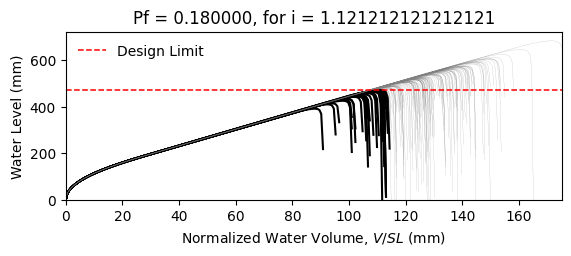 Pf = 0.180000, for i = 1.121212121212121
Design Limit
Water Level (mm)
600
400
200
0
0 20 40 60 80 100 120 140 160
Normalized Water Volume, V/SL (mm)